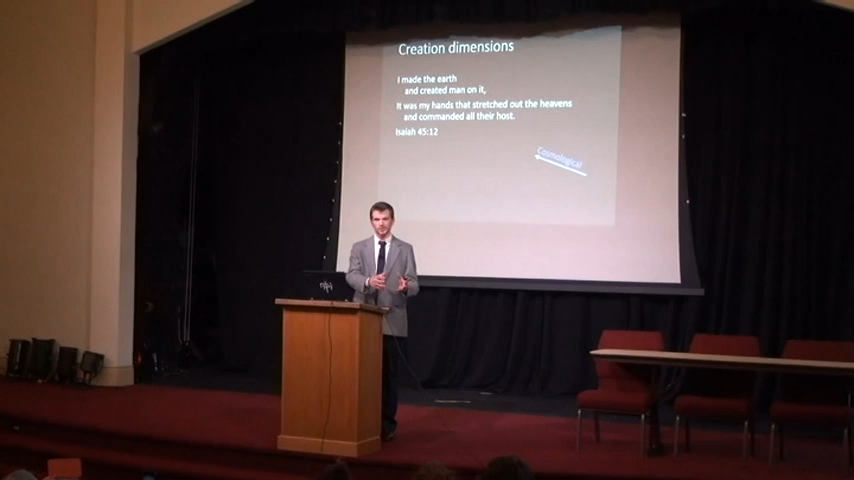 Creation dimensions
I made the earth
and created man on it,
It was my hands that stretched out the heavens
and commanded all their host.
Isaiah 45:12
Cosmological